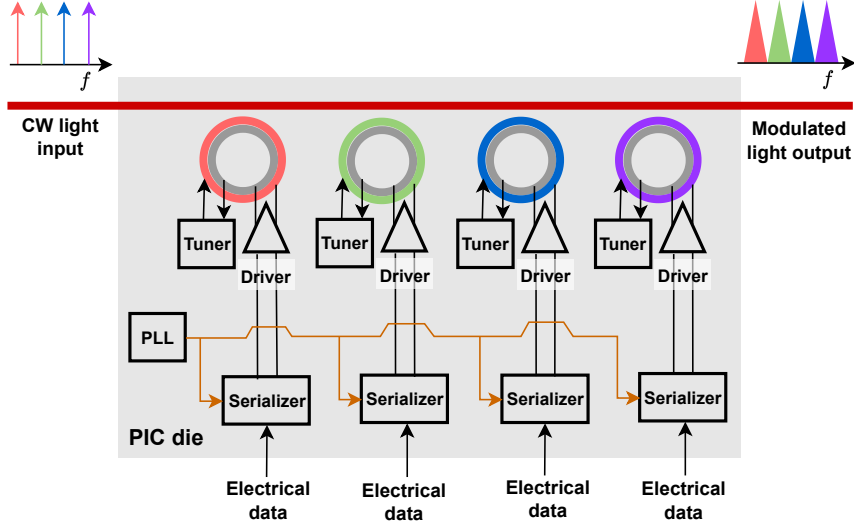 f
f
CW light
input
Modulated
light output
Tuner
Tuner
Tuner
Tuner
Driver
Driver
Driver
Driver
PLL
Serializer
Serializer
Serializer
Serializer
PIC die
Electrical
data
Electrical
data
Electrical
data
Electrical
data